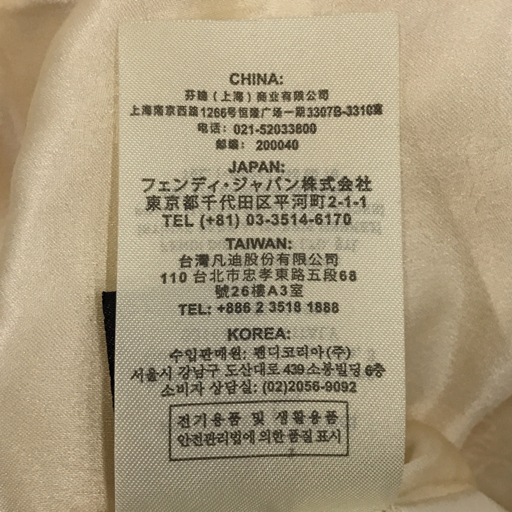 CHINA:
芬迪（上海）商业有限公司
上海南京西路1266号恒隆广场一期3307B-3310室
电话： 021-52033800
邮编： 200040
JAPAN:
フェンディ・ジャパン株式会社
東京都千代田区平河町2-1-1
TEL (+81) 03-3514-6170
TAIWAN:
台灣凡迪股份有限公司
110 台北市忠孝東路五段68
號26樓A3室
TEL: +886 2 3518 1888
KOREA:
수입판매원: 펜디코리아(주)
서울시 강남구 도산대로 439 소봉빌딩 6층
소비자 상담실: (02)2056-9092
전기용품 및 생활용품
안전관리법에 의한 품질 표시